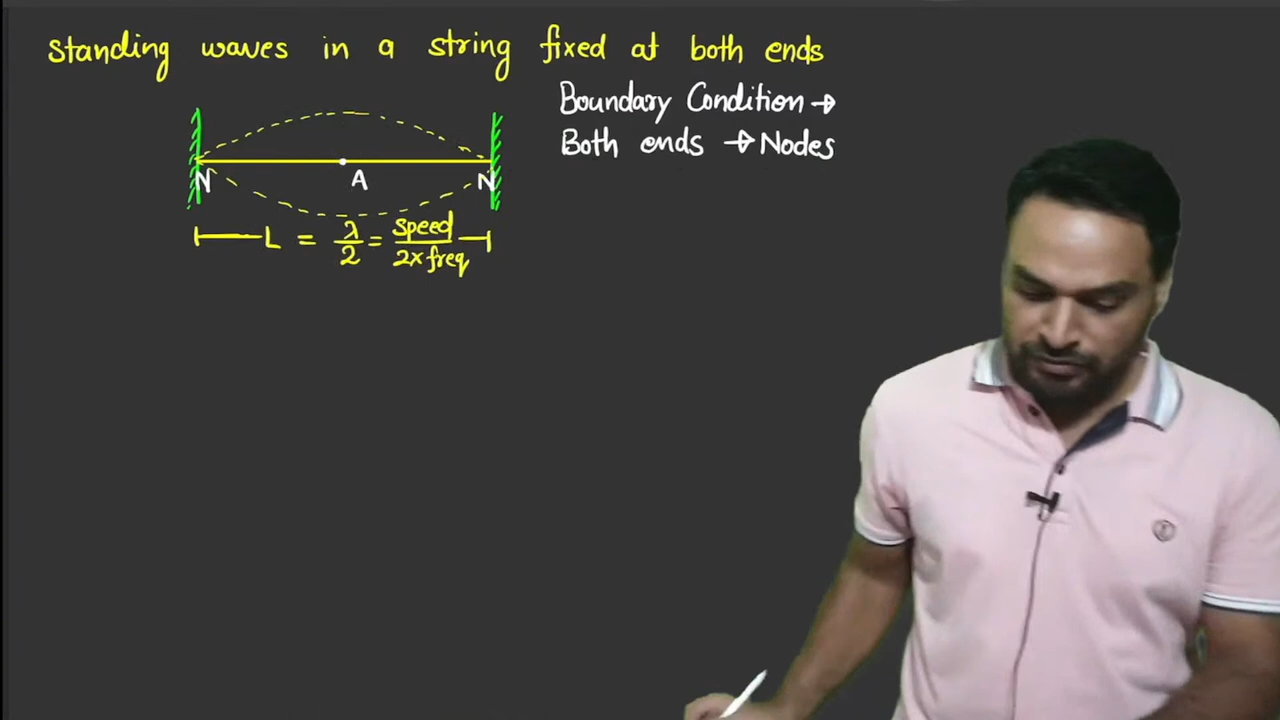 standing waves in a string fixed at both ends
Boundary Condition →
Both ends → Nodes
N A N
L = λ/2 = speed/2×freq